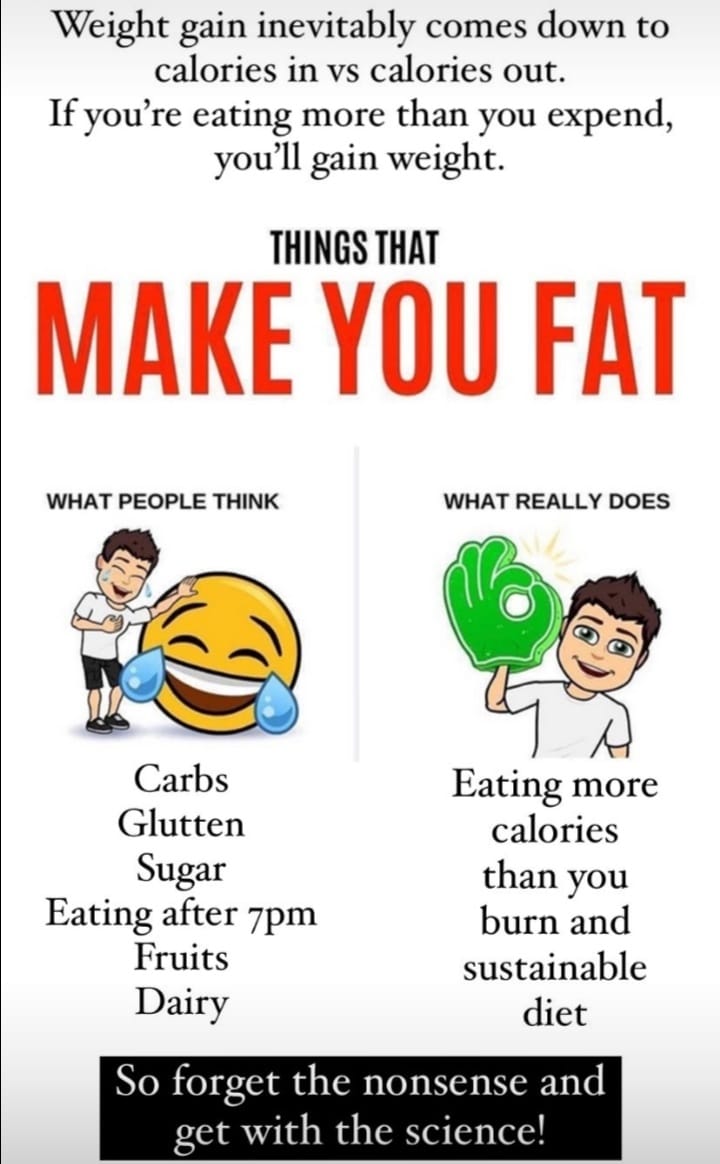 Weight gain inevitably comes down to
calories in vs calories out.
If you’re eating more than you expend,
you’ll gain weight.
THINGS THAT
MAKE YOU FAT
WHAT PEOPLE THINK
Carbs
Glutten
Sugar
Eating after 7pm
Fruits
Dairy
WHAT REALLY DOES
Eating more
calories
than you
burn and
sustainable
diet
So forget the nonsense and
get with the science!